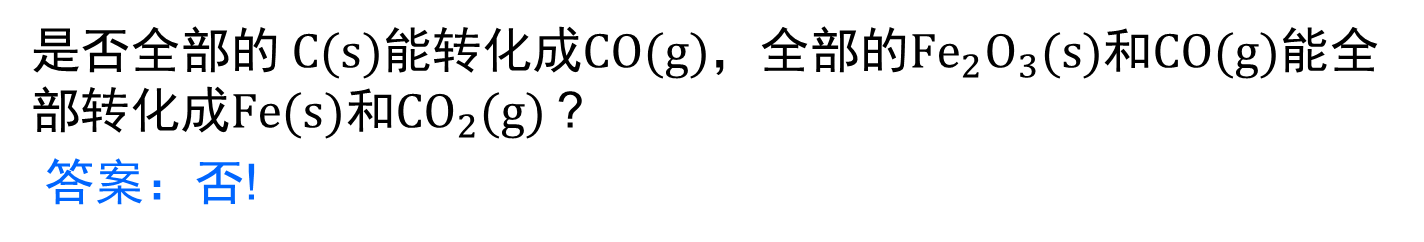 是否全部的 C(s)能转化成CO(g)，全部的Fe₂O₃(s)和CO(g)能全
部转化成Fe(s)和CO₂(g)？
答案：否!